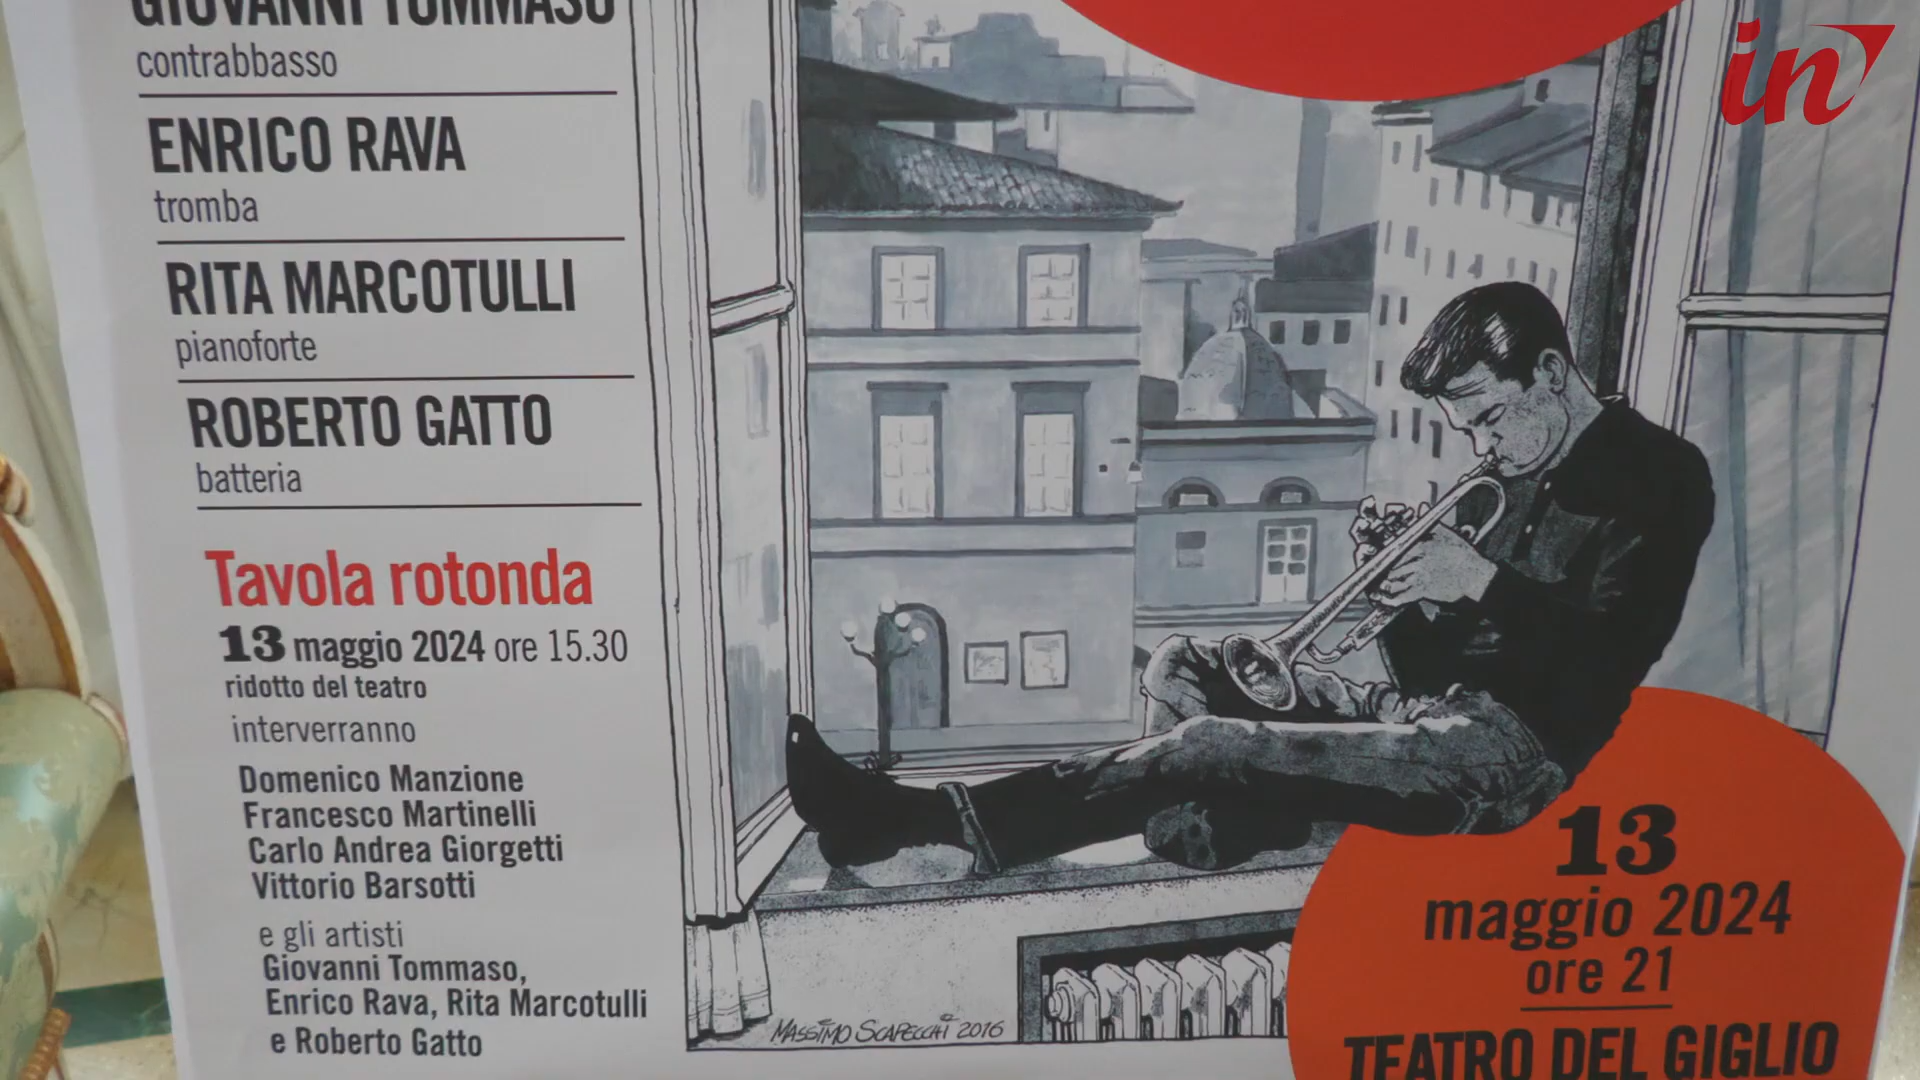 GIOVANNI TOMMASO
contrabbasso
ENRICO RAVA
tromba
RITA MARCOTULLI
pianoforte
ROBERTO GATTO
batteria
Tavola rotonda
13 maggio 2024 ore 15.30
ridotto del teatro
interverranno
Domenico Manzione
Francesco Martinelli
Carlo Andrea Giorgetti
Vittorio Barsotti
e gli artisti
Giovanni Tommaso,
Enrico Rava, Rita Marcotulli
e Roberto Gatto
MASSIMO SCAPECCHI 2016
13
maggio 2024
ore 21
TEATRO DEL GIGLIO
in